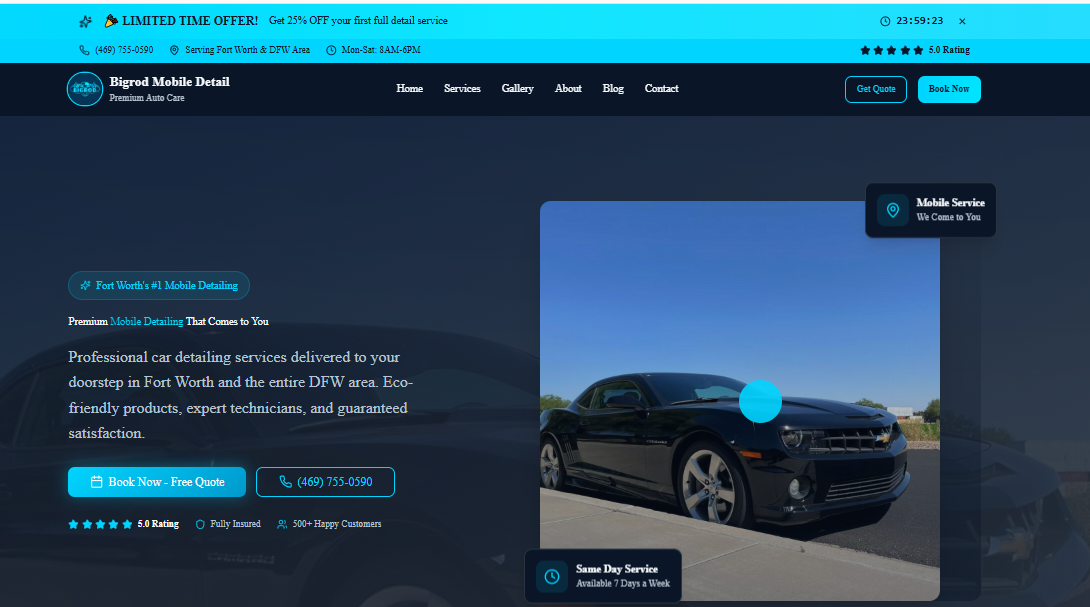 🎉 LIMITED TIME OFFER! Get 25% OFF your first full detail service 23:59:23
(469) 755-0590 Serving Fort Worth & DFW Area Mon-Sat: 8AM-6PM 5.0 Rating
BIGROD
Bigrod Mobile Detail
Premium Auto Care
Home Services Gallery About Blog Contact
Get Quote Book Now
Mobile Service
We Come to You
Fort Worth's #1 Mobile Detailing
Premium Mobile Detailing That Comes to You
Professional car detailing services delivered to your
doorstep in Fort Worth and the entire DFW area. Eco-
friendly products, expert technicians, and guaranteed
satisfaction.
Book Now - Free Quote (469) 755-0590
5.0 Rating Fully Insured 500+ Happy Customers
Same Day Service
Available 7 Days a Week